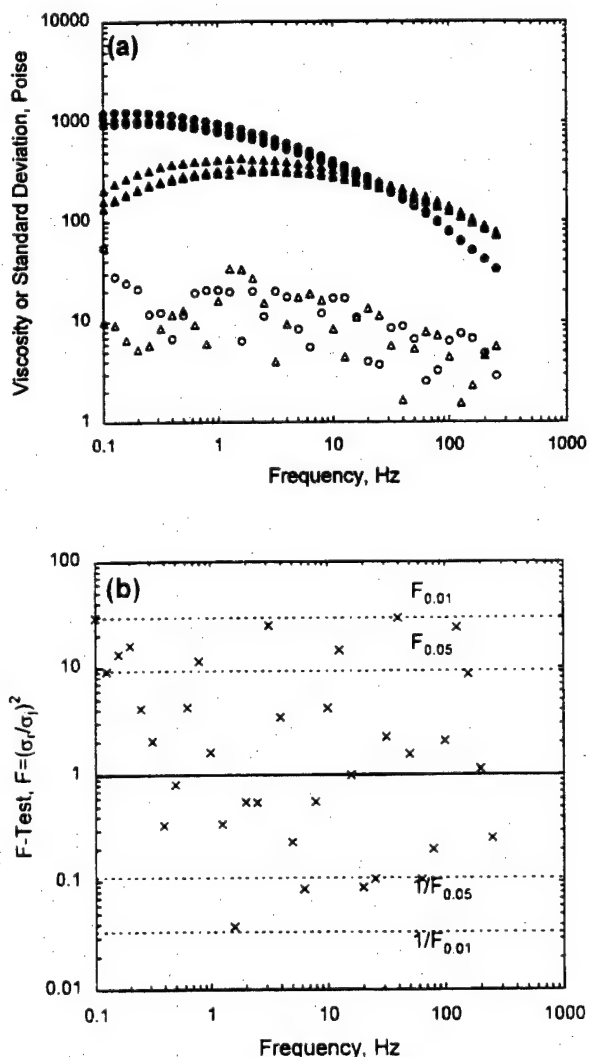 (a)
10000
1000
100
10
1
0.1
1
10
100
1000
Viscosity or Standard Deviation, Poise
Frequency, Hz
(b)
100
10
1
0.1
0.01
0.1
1
10
100
1000
F-Test, F=(σr/σj)²
F0.01
F0.05
1/F0.05
1/F0.01
Frequency, Hz